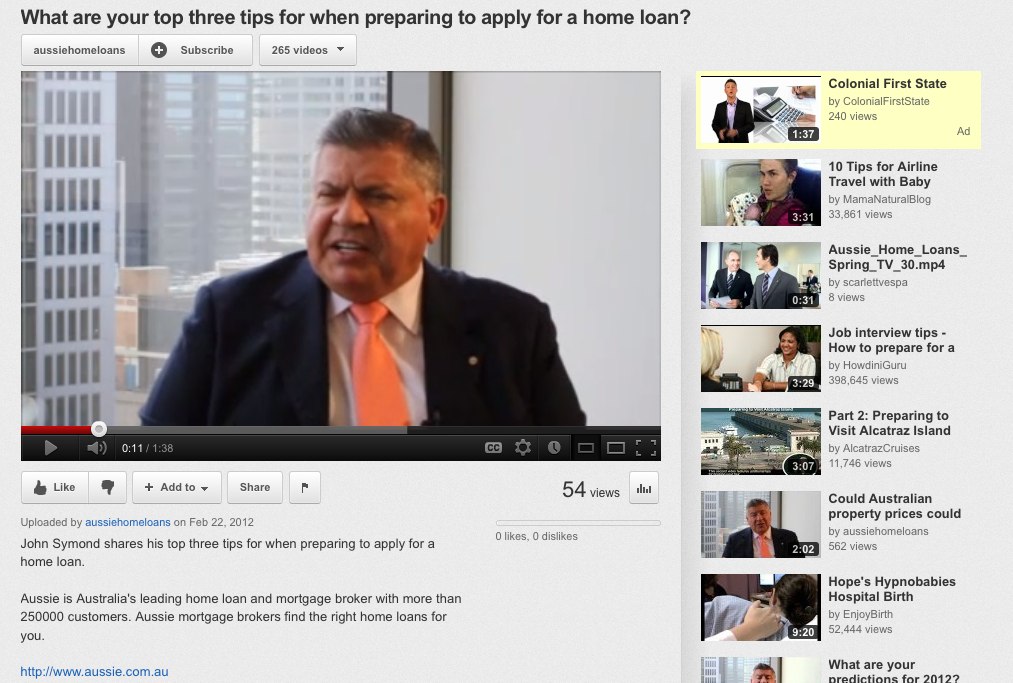 What are your top three tips for when preparing to apply for a home loan?
aussiehomeloans
Subscribe
265 videos
0:11 / 1:38
CC
Like
Add to
Share
54 views
Uploaded by aussiehomeloans on Feb 22, 2012
0 likes, 0 dislikes
John Symond shares his top three tips for when preparing to apply for a
home loan.
Aussie is Australia's leading home loan and mortgage broker with more than
250000 customers. Aussie mortgage brokers find the right home loans for
you.
http://www.aussie.com.au
1:37
Colonial First State
by ColonialFirstState
240 views
Ad
3:31
10 Tips for Airline
Travel with Baby
by MamaNaturalBlog
33,861 views
0:31
Aussie_Home_Loans_
Spring_TV_30.mp4
by scarlettvespa
8 views
3:29
Job interview tips -
How to prepare for a
by HowdiniGuru
398,645 views
Preparing to Visit Alcatraz Island
3:07
Part 2: Preparing to
Visit Alcatraz Island
by AlcatrazCruises
11,746 views
2:02
Could Australian
property prices could
by aussiehomeloans
562 views
9:20
Hope's Hypnobabies
Hospital Birth
by EnjoyBirth
52,444 views
What are your
predictions for 2012?